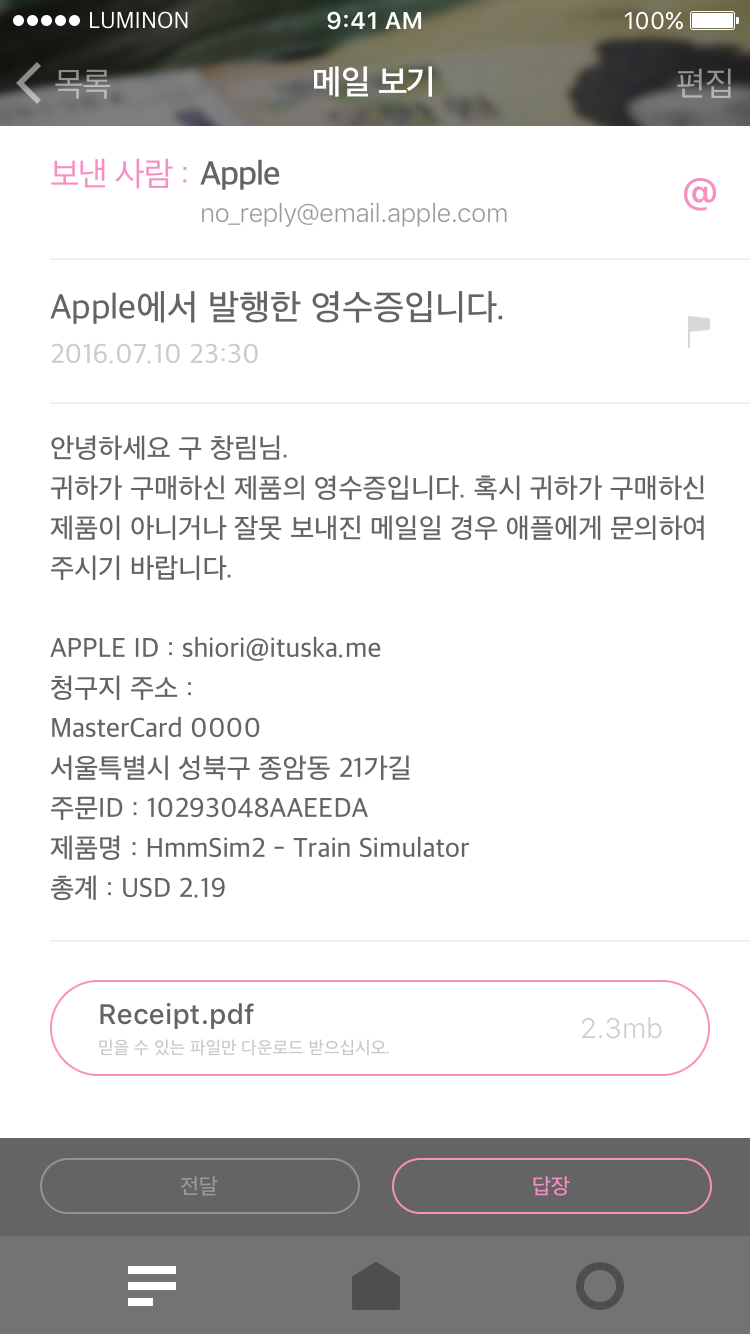 LUMINON 9:41 AM 100%
목록 메일 보기 편집
보낸 사람 : Apple @
no_reply@email.apple.com
Apple에서 발행한 영수증입니다.
2016.07.10 23:30
안녕하세요 구 창림님.
귀하가 구매하신 제품의 영수증입니다. 혹시 귀하가 구매하신
제품이 아니거나 잘못 보내진 메일일 경우 애플에게 문의하여
주시기 바랍니다.
APPLE ID : shiori@ituska.me
청구지 주소 :
MasterCard 0000
서울특별시 성북구 종암동 21가길
주문ID : 10293048AAEEDA
제품명 : HmmSim2 - Train Simulator
총계 : USD 2.19
Receipt.pdf 2.3mb
믿을 수 있는 파일만 다운로드 받으십시오.
전달 답장